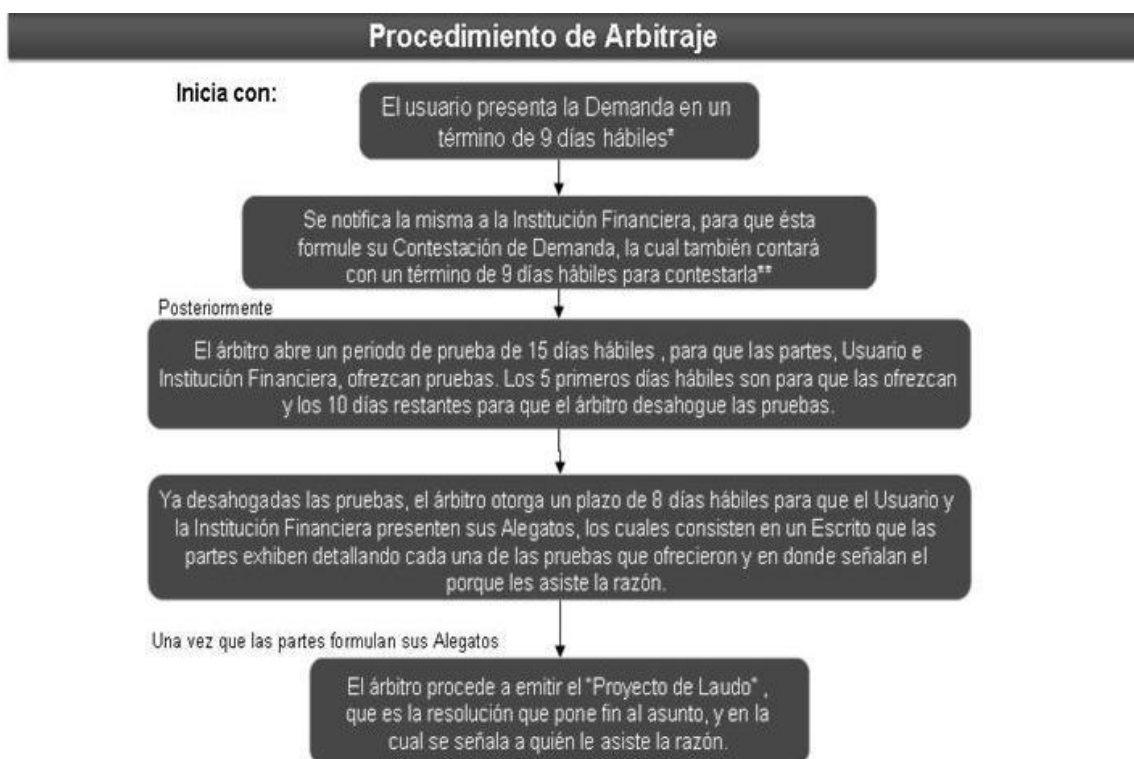 Procedimiento de Arbitraje
Inicia con:
El usuario presenta la Demanda en un
término de 9 días hábiles*
Se notifica la misma a la Institución Financiera, para que ésta
formule su Contestación de Demanda, la cual también contará
con un término de 9 días hábiles para contestarla**
Posteriormente
El árbitro abre un periodo de prueba de 15 días hábiles , para que las partes, Usuario e
Institución Financiera, ofrezcan pruebas. Los 5 primeros días hábiles son para que las ofrezcan
y los 10 días restantes para que el árbitro desahogue las pruebas.
Ya desahogadas las pruebas, el árbitro otorga un plazo de 8 días hábiles para que el Usuario y
la Institución Financiera presenten sus Alegatos, los cuales consisten en un Escrito que las
partes exhiben detallando cada una de las pruebas que ofrecieron y en donde señalan el
porque les asiste la razón.
Una vez que las partes formulan sus Alegatos
El árbitro procede a emitir el "Proyecto de Laudo" ,
que es la resolución que pone fin al asunto, y en la
cual se señala a quién le asiste la razón.